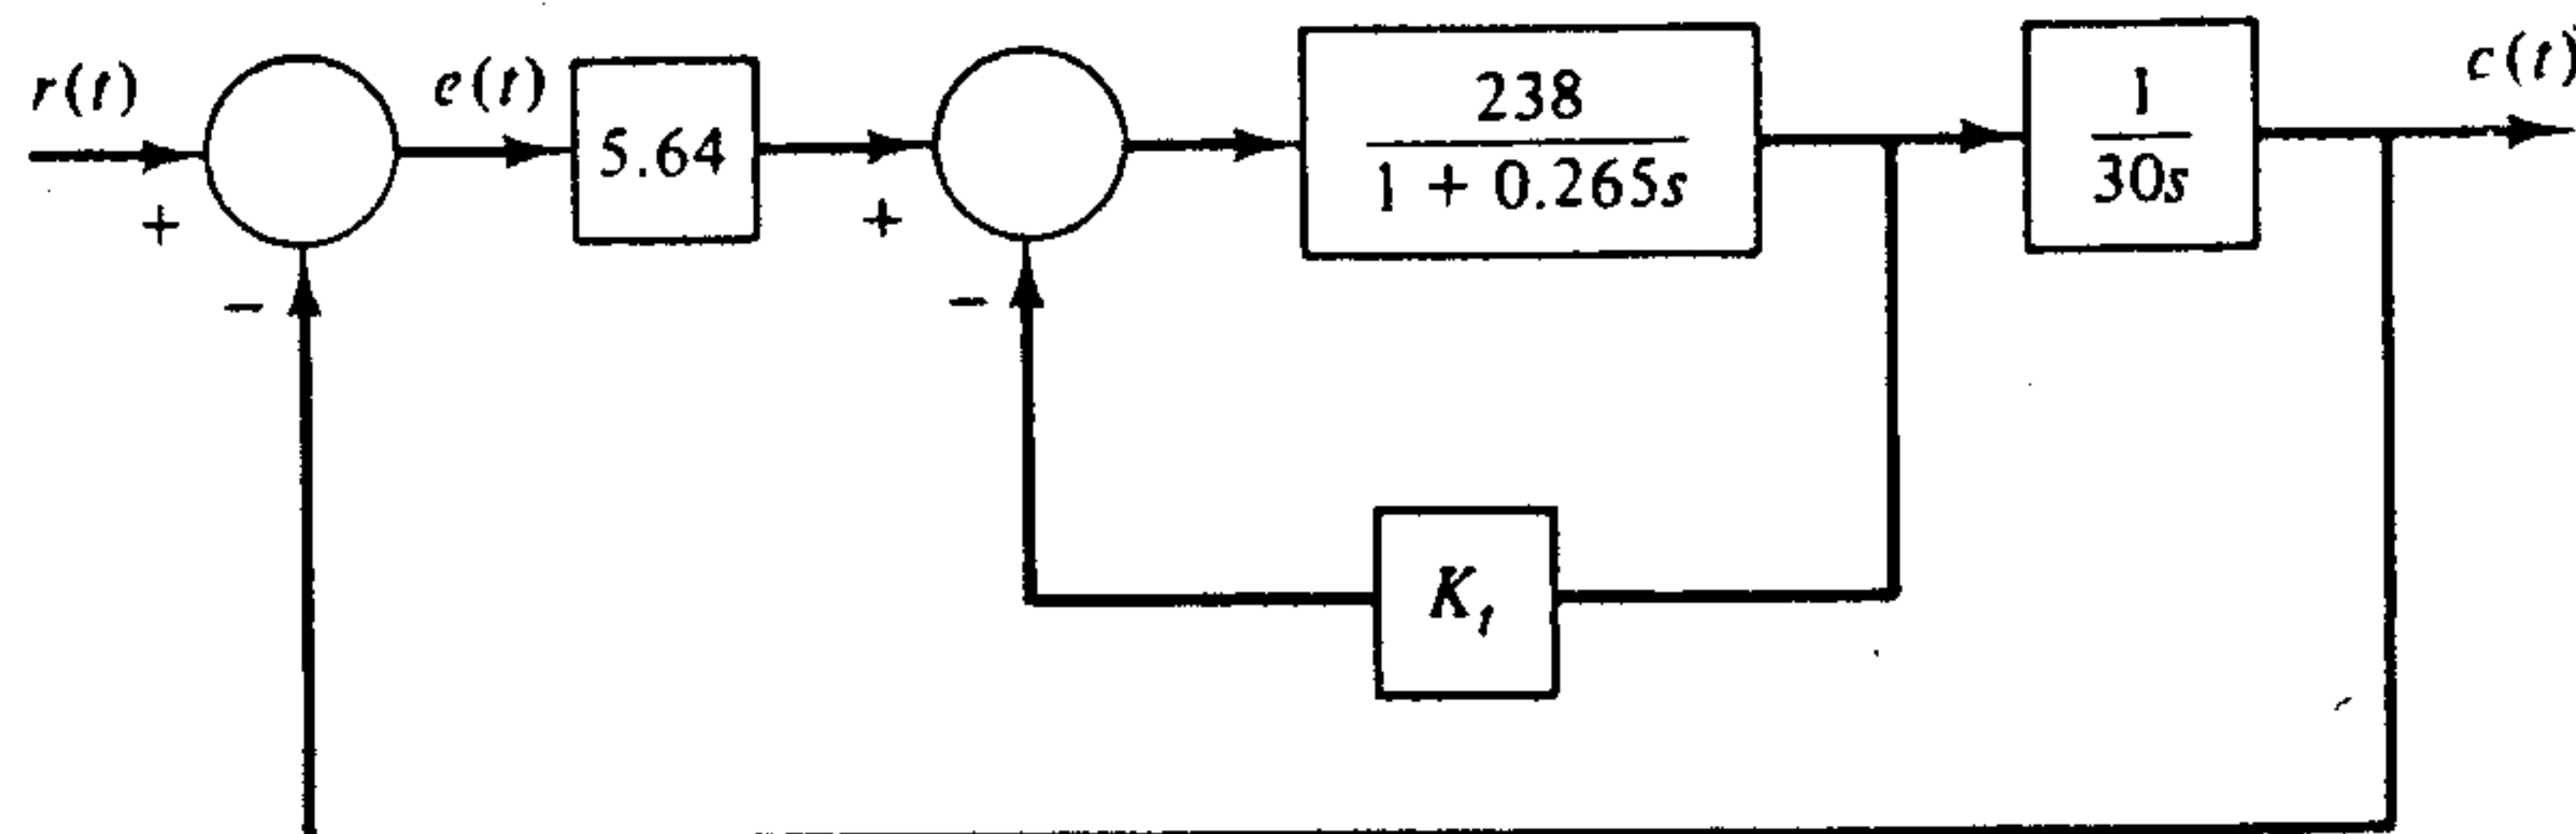 r(t)
e(t)
5.64
238
1 + 0.265s
1
30s
c(t)
+
−
+
−
K_t